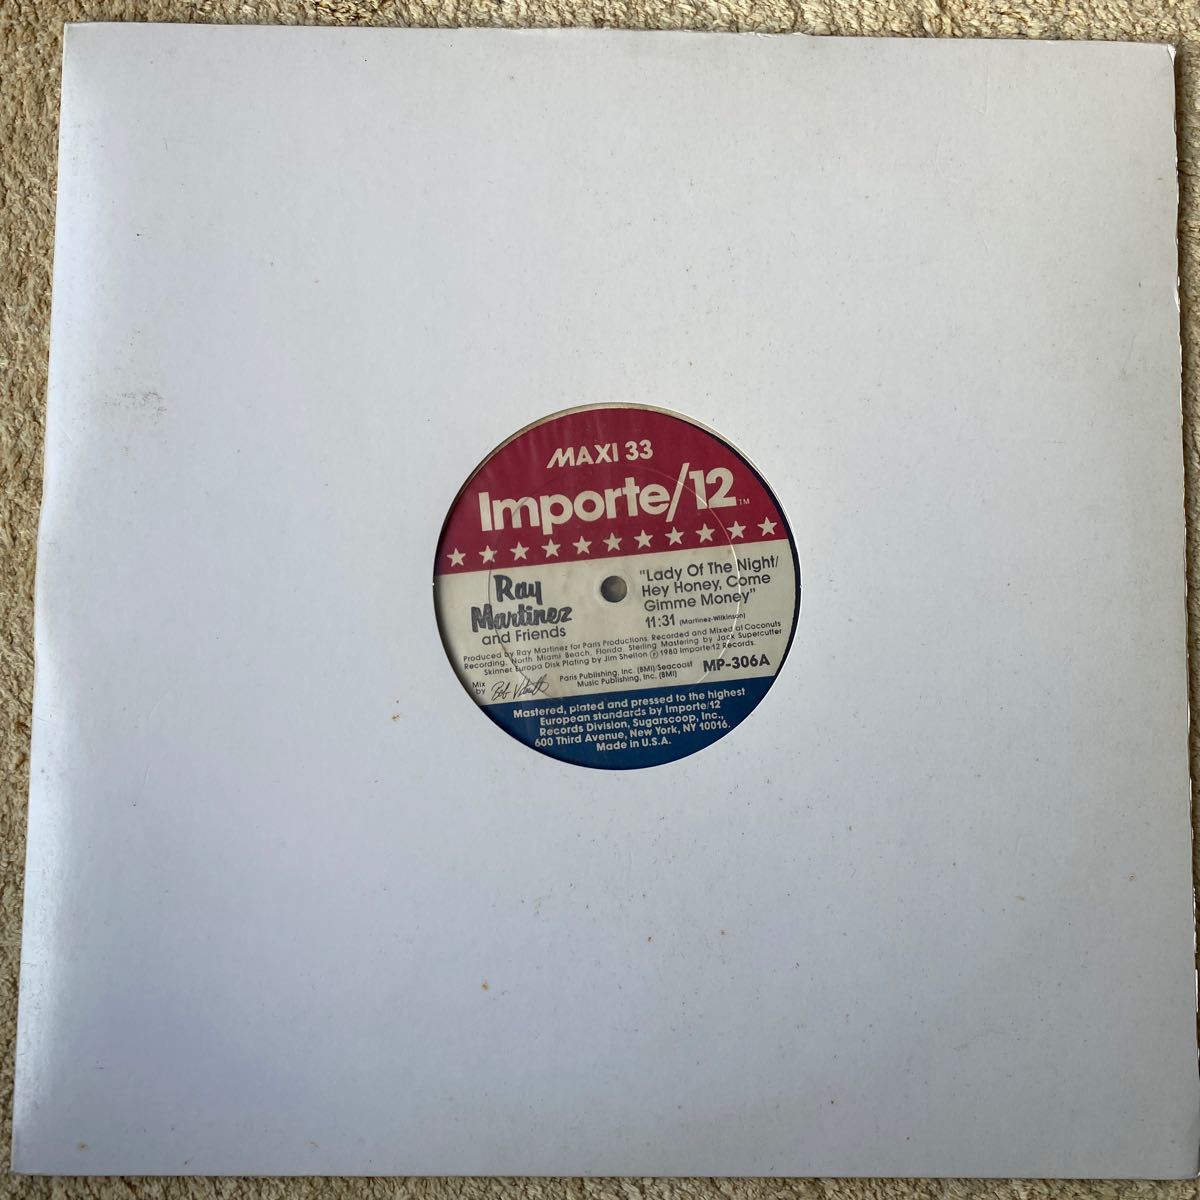 MAXI 33
Importe/12™
Ray
Martinez
and Friends
"Lady Of The Night/
Hey Honey, Come
Gimme Money"
11:31 (Martinez-Wilkinson)
Produced by Ray Martinez for Paris Productions. Recorded and Mixed at Coconuts
Recording, North Miami Beach, Florida. Sterling Mastering by Jack Supercutter
Skinner. Europa Disk Plating by Jim Shelton ℗ 1980 Importe/12 Records.
Mix
by
Paris Publishing, Inc. (BMI)/Seacoast
Music Publishing, Inc. (BMI)
MP-306A
Mastered, plated and pressed to the highest
European standards by Importe/12
Records Division, Sugarscoop, Inc.,
600 Third Avenue, New York, NY 10016.
Made in U.S.A.